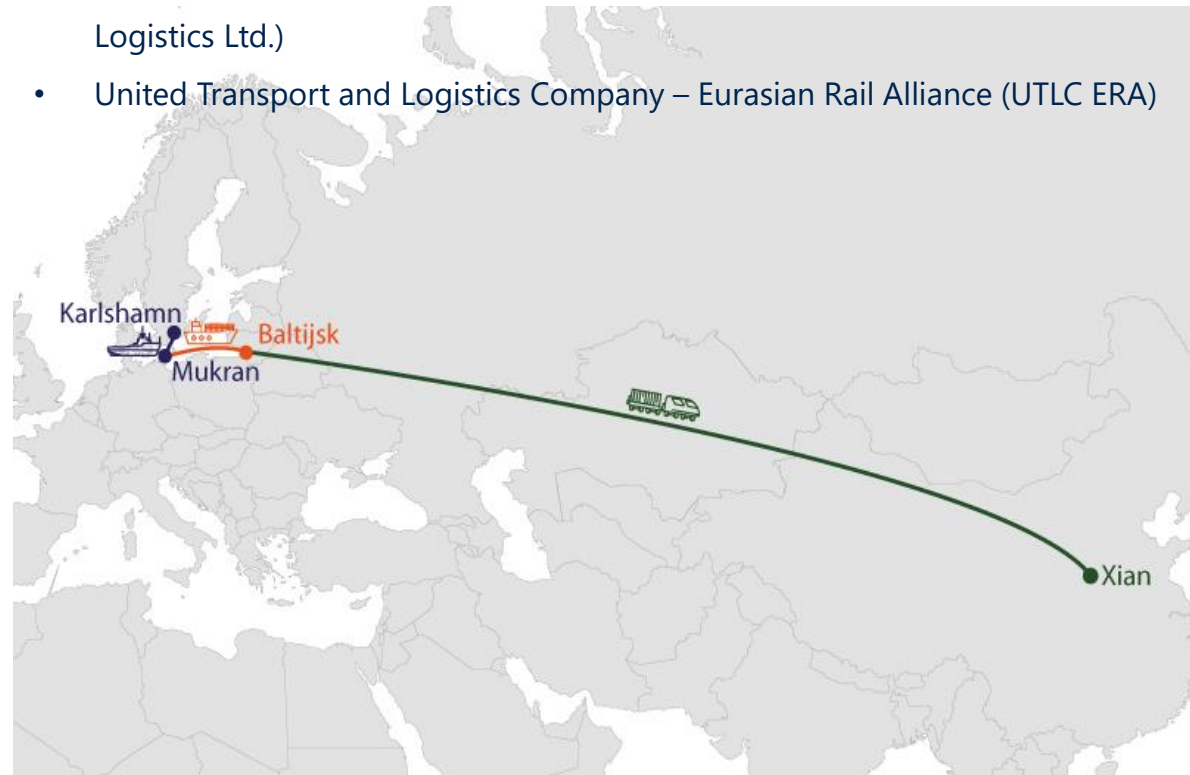 Logistics Ltd.)
• United Transport and Logistics Company – Eurasian Rail Alliance (UTLC ERA)
Karlshamn
Baltijsk
Mukran
Xian